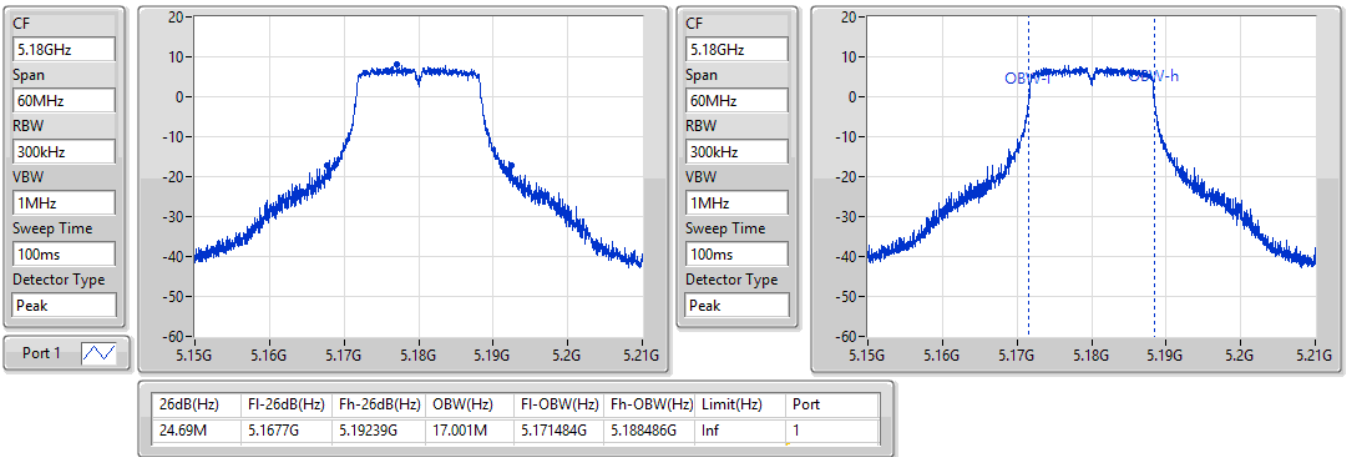 CF
5.18GHz
Span
60MHz
RBW
300kHz
VBW
1MHz
Sweep Time
100ms
Detector Type
Peak
Port 1
20
10
0
-10
-20
-30
-40
-50
-60
5.15G 5.16G 5.17G 5.18G 5.19G 5.2G 5.21G
CF
5.18GHz
Span
60MHz
RBW
300kHz
VBW
1MHz
Sweep Time
100ms
Detector Type
Peak
20
10
0
-10
-20
-30
-40
-50
-60
OBW-l OBW-h
5.15G 5.16G 5.17G 5.18G 5.19G 5.2G 5.21G
26dB(Hz) Fl-26dB(Hz) Fh-26dB(Hz) OBW(Hz) Fl-OBW(Hz) Fh-OBW(Hz) Limit(Hz) Port
24.69M 5.1677G 5.19239G 17.001M 5.171484G 5.188486G Inf 1